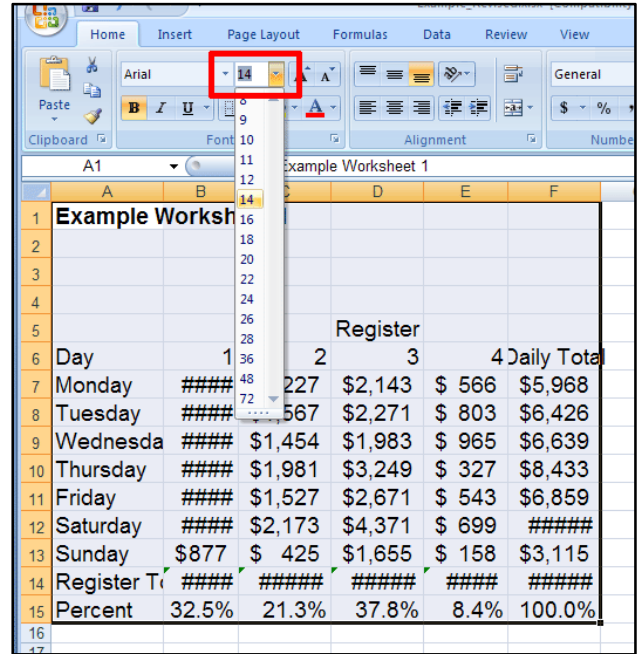 Home Insert Page Layout Formulas Data Review View
Arial 14 A A General
Paste B I U A $ % ,
Clipboard Font Alignment Number
A1 Example Worksheet 1
8
9
10
11
12
14
16
18
20
22
24
26
28
36
48
72
A B D E F
1 Example Worksh
2
3
4
5 Register
6 Day 1 2 3 4 Daily Total
7 Monday #### 227 $2,143 $ 566 $5,968
8 Tuesday #### ,567 $2,271 $ 803 $6,426
9 Wednesda #### $1,454 $1,983 $ 965 $6,639
10 Thursday #### $1,981 $3,249 $ 327 $8,433
11 Friday #### $1,527 $2,671 $ 543 $6,859
12 Saturday #### $2,173 $4,371 $ 699 #####
13 Sunday $877 $ 425 $1,655 $ 158 $3,115
14 Register To #### ##### ##### #### #####
15 Percent 32.5% 21.3% 37.8% 8.4% 100.0%
16
17